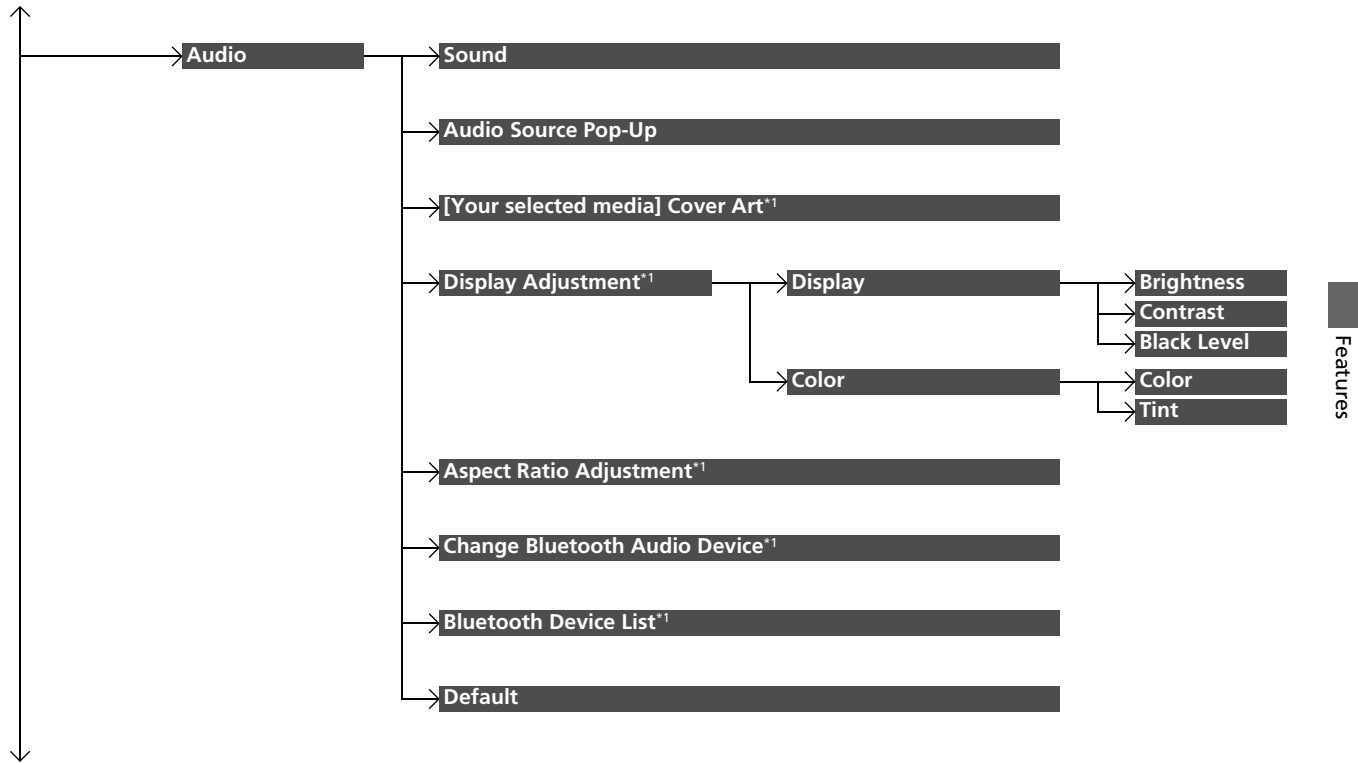 Audio
Sound
Audio Source Pop-Up
[Your selected media] Cover Art*1
Display Adjustment*1
Display
Brightness
Contrast
Black Level
Color
Color
Tint
Aspect Ratio Adjustment*1
Change Bluetooth Audio Device*1
Bluetooth Device List*1
Default
Features